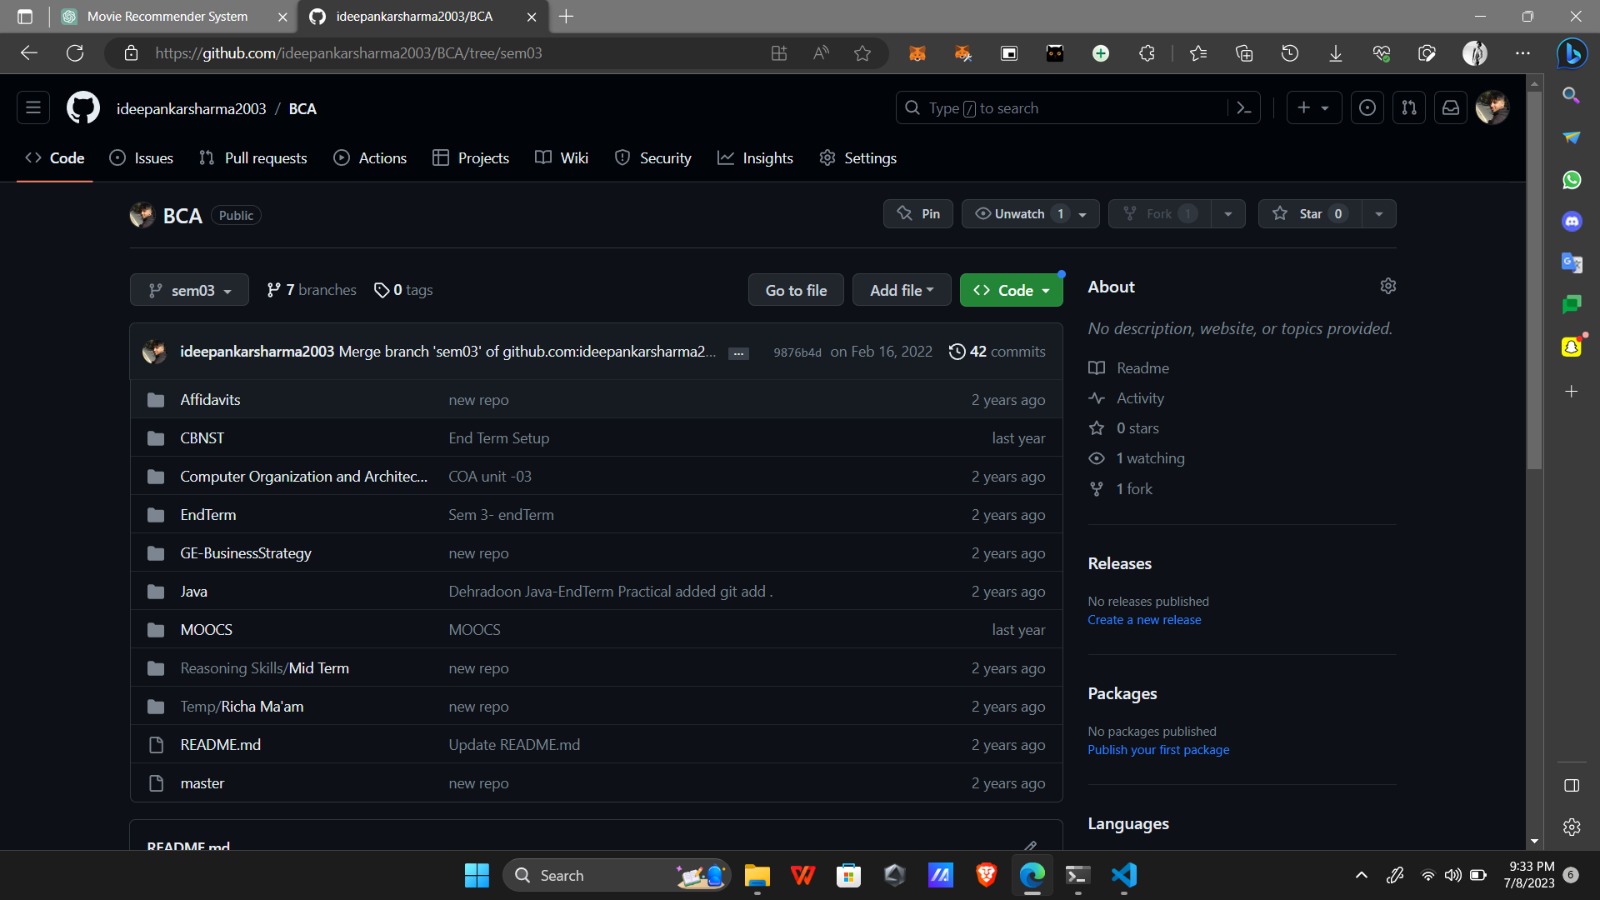 Movie Recommender System
ideepankarsharma2003/BCA
https://github.com/ideepankarsharma2003/BCA/tree/sem03
ideepankarsharma2003 / BCA
Type / to search
Code Issues Pull requests Actions Projects Wiki Security Insights Settings
BCA Public
Pin Unwatch 1 Fork 1 Star 0
sem03 7 branches 0 tags Go to file Add file Code
ideepankarsharma2003 Merge branch 'sem03' of github.com:ideepankarsharma2... ... 9876b4d on Feb 16, 2022 42 commits
Affidavits new repo 2 years ago
CBNST End Term Setup last year
Computer Organization and Architec... COA unit -03 2 years ago
EndTerm Sem 3- endTerm 2 years ago
GE-BusinessStrategy new repo 2 years ago
Java Dehradoon Java-EndTerm Practical added git add . 2 years ago
MOOCS MOOCS last year
Reasoning Skills/Mid Term new repo 2 years ago
Temp/Richa Ma'am new repo 2 years ago
README.md Update README.md 2 years ago
master new repo 2 years ago
README.md
About
No description, website, or topics provided.
Readme
Activity
0 stars
1 watching
1 fork
Releases
No releases published
Create a new release
Packages
No packages published
Publish your first package
Languages
Search
9:33 PM
7/8/2023
6